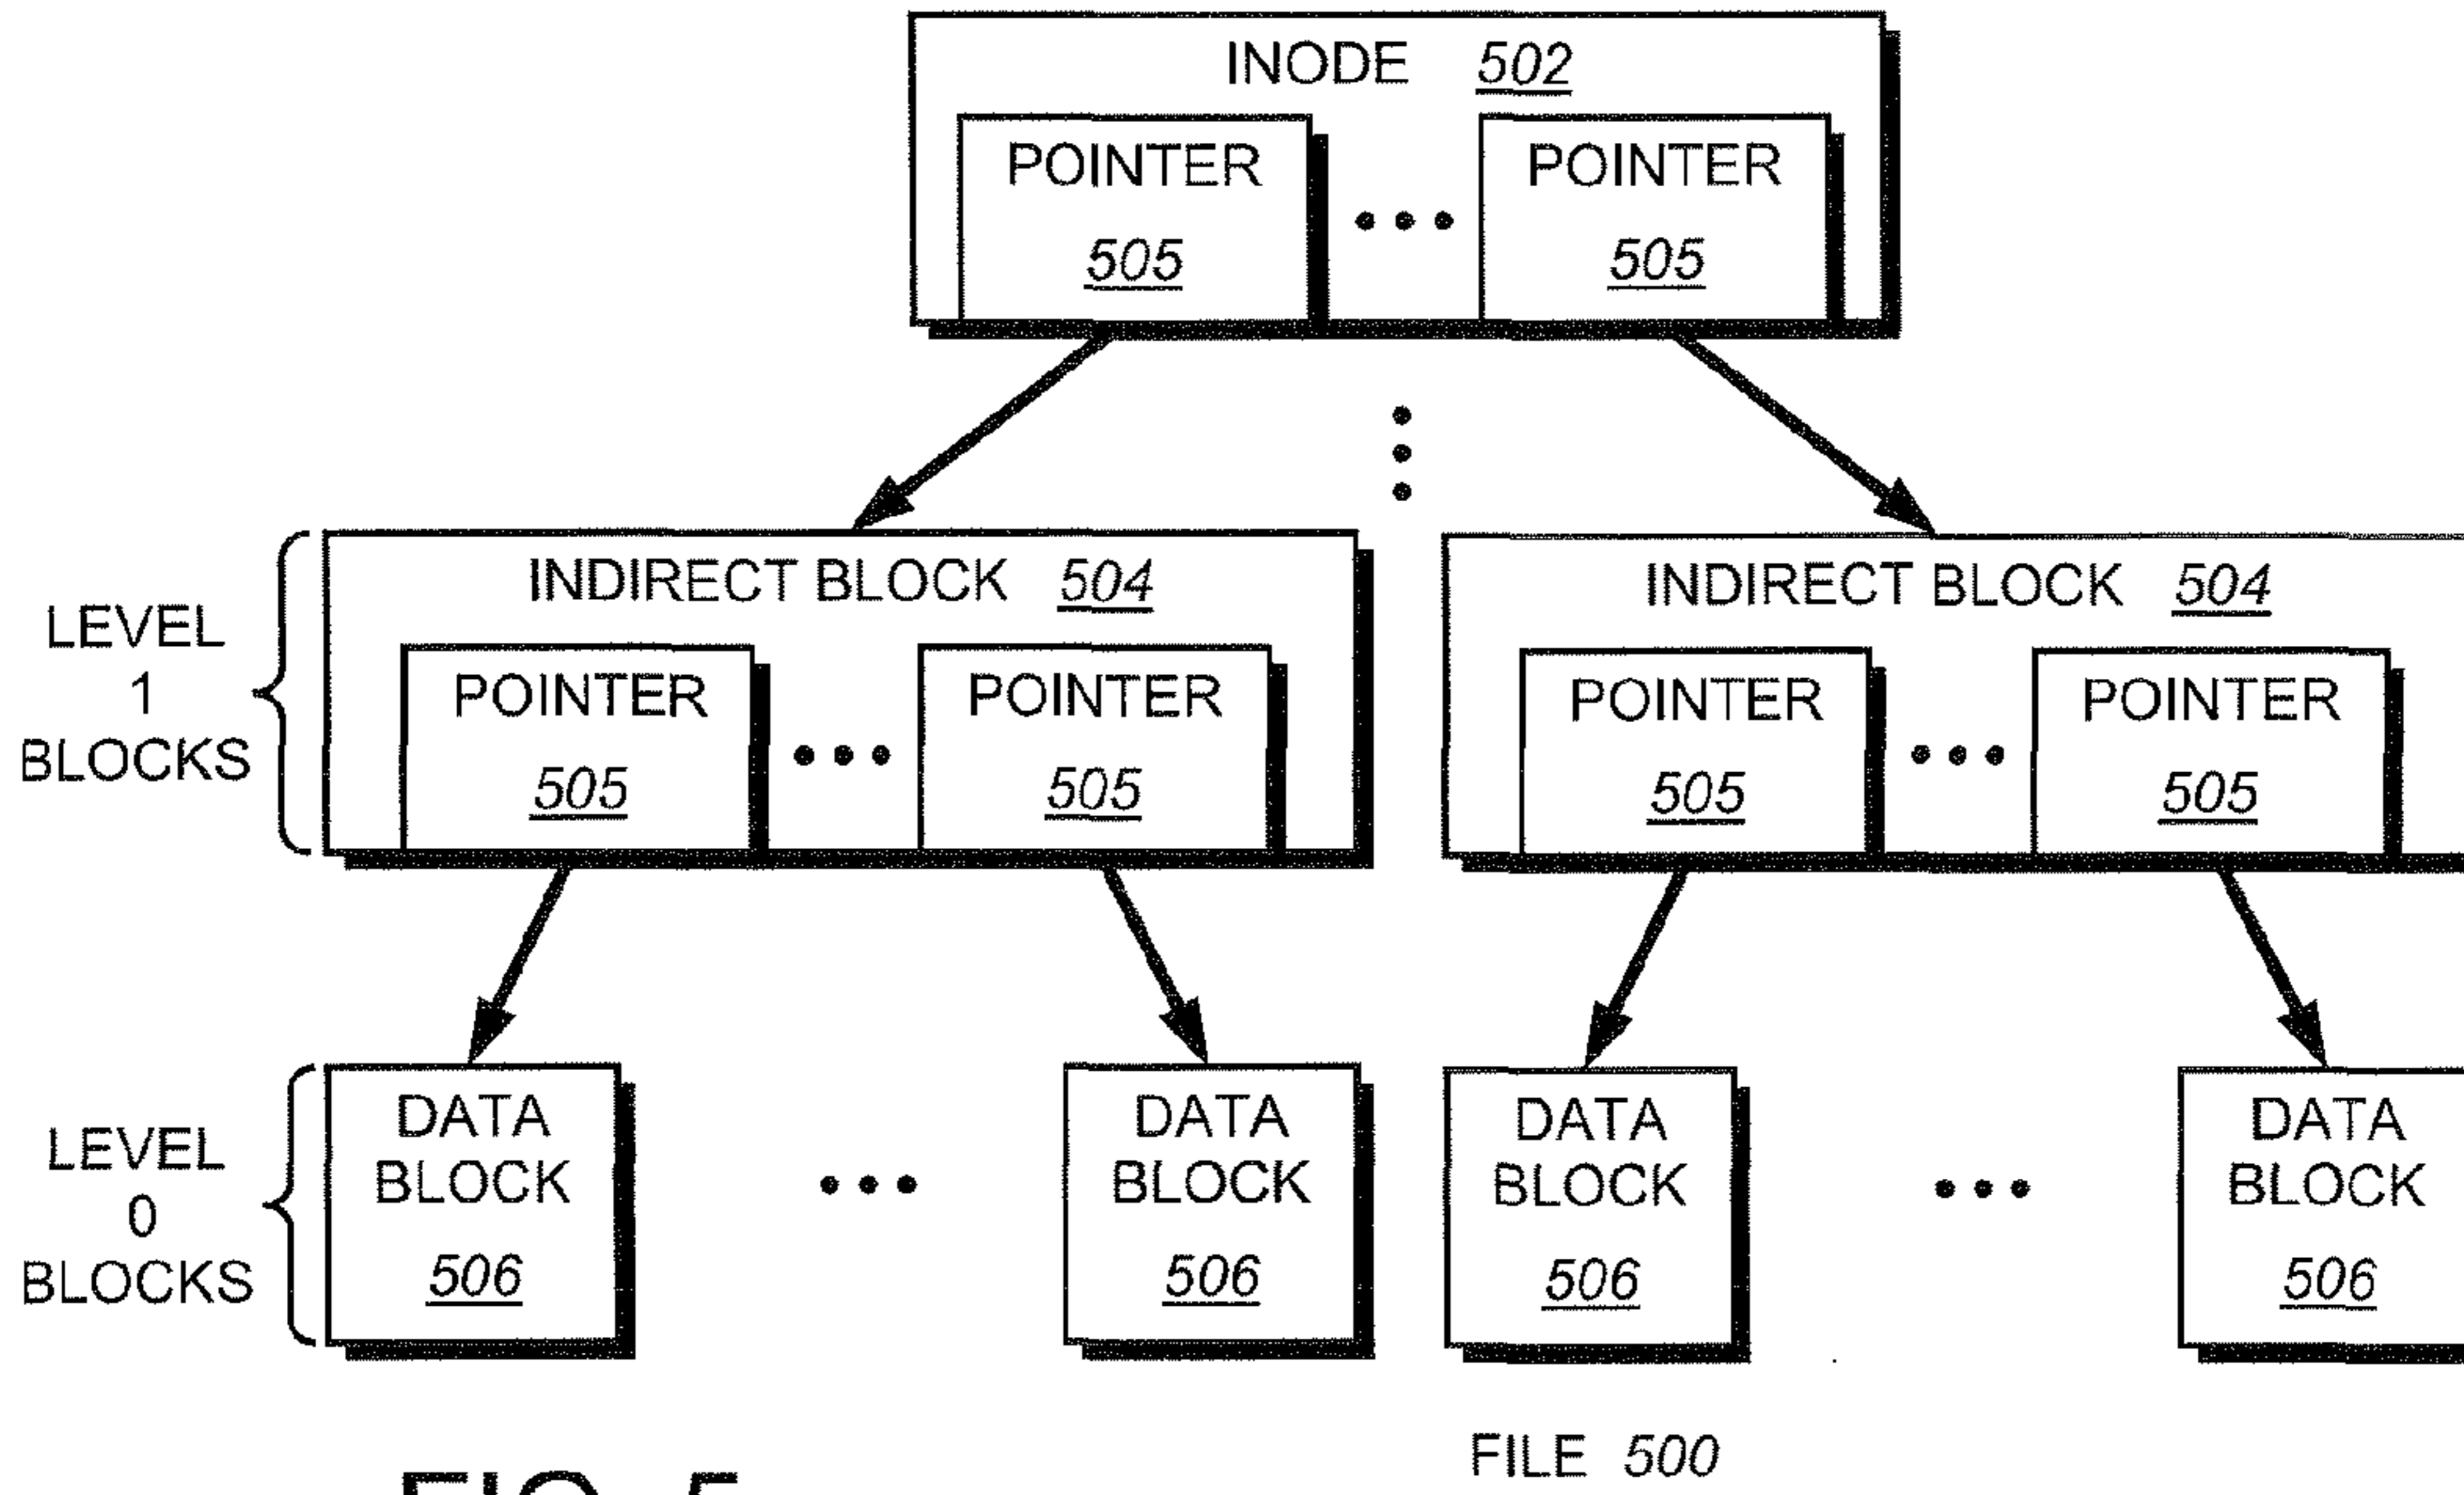 INODE 502
POINTER POINTER
505 505
INDIRECT BLOCK 504 INDIRECT BLOCK 504
LEVEL
1
BLOCKS
POINTER POINTER POINTER POINTER
505 505 505 505
LEVEL
0
BLOCKS
DATA DATA DATA DATA
BLOCK BLOCK BLOCK BLOCK
506 506 506 506
FILE 500
FIG. 5